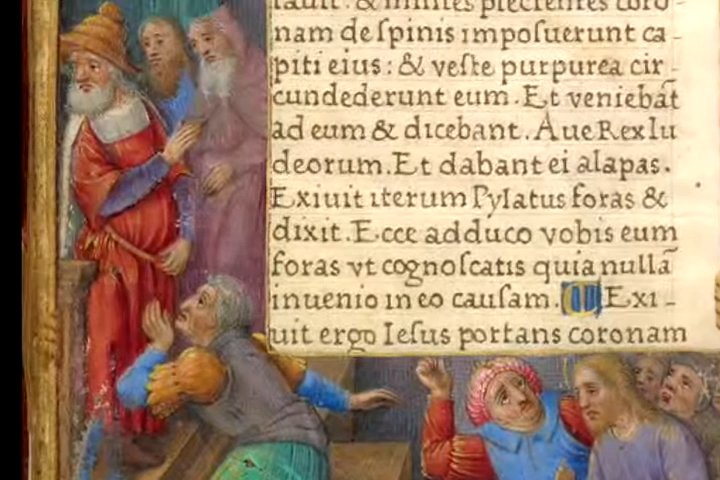 & milites plectentes coro-
nam de ſpinis impoſuerunt ca-
piti eius: & veſte purpurea cir-
cundederunt eum. Et veniebāt
ad eum & dicebant. Aue Rex Iu
deorum. Et dabant ei alapas.
Exiuit iterum Pylatus foras &
dixit. Ecce adduco vobis eum
foras vt cognoſcatis quia nullā
inuenio in eo cauſam. Exi-
uit ergo Ieſus portans coronam